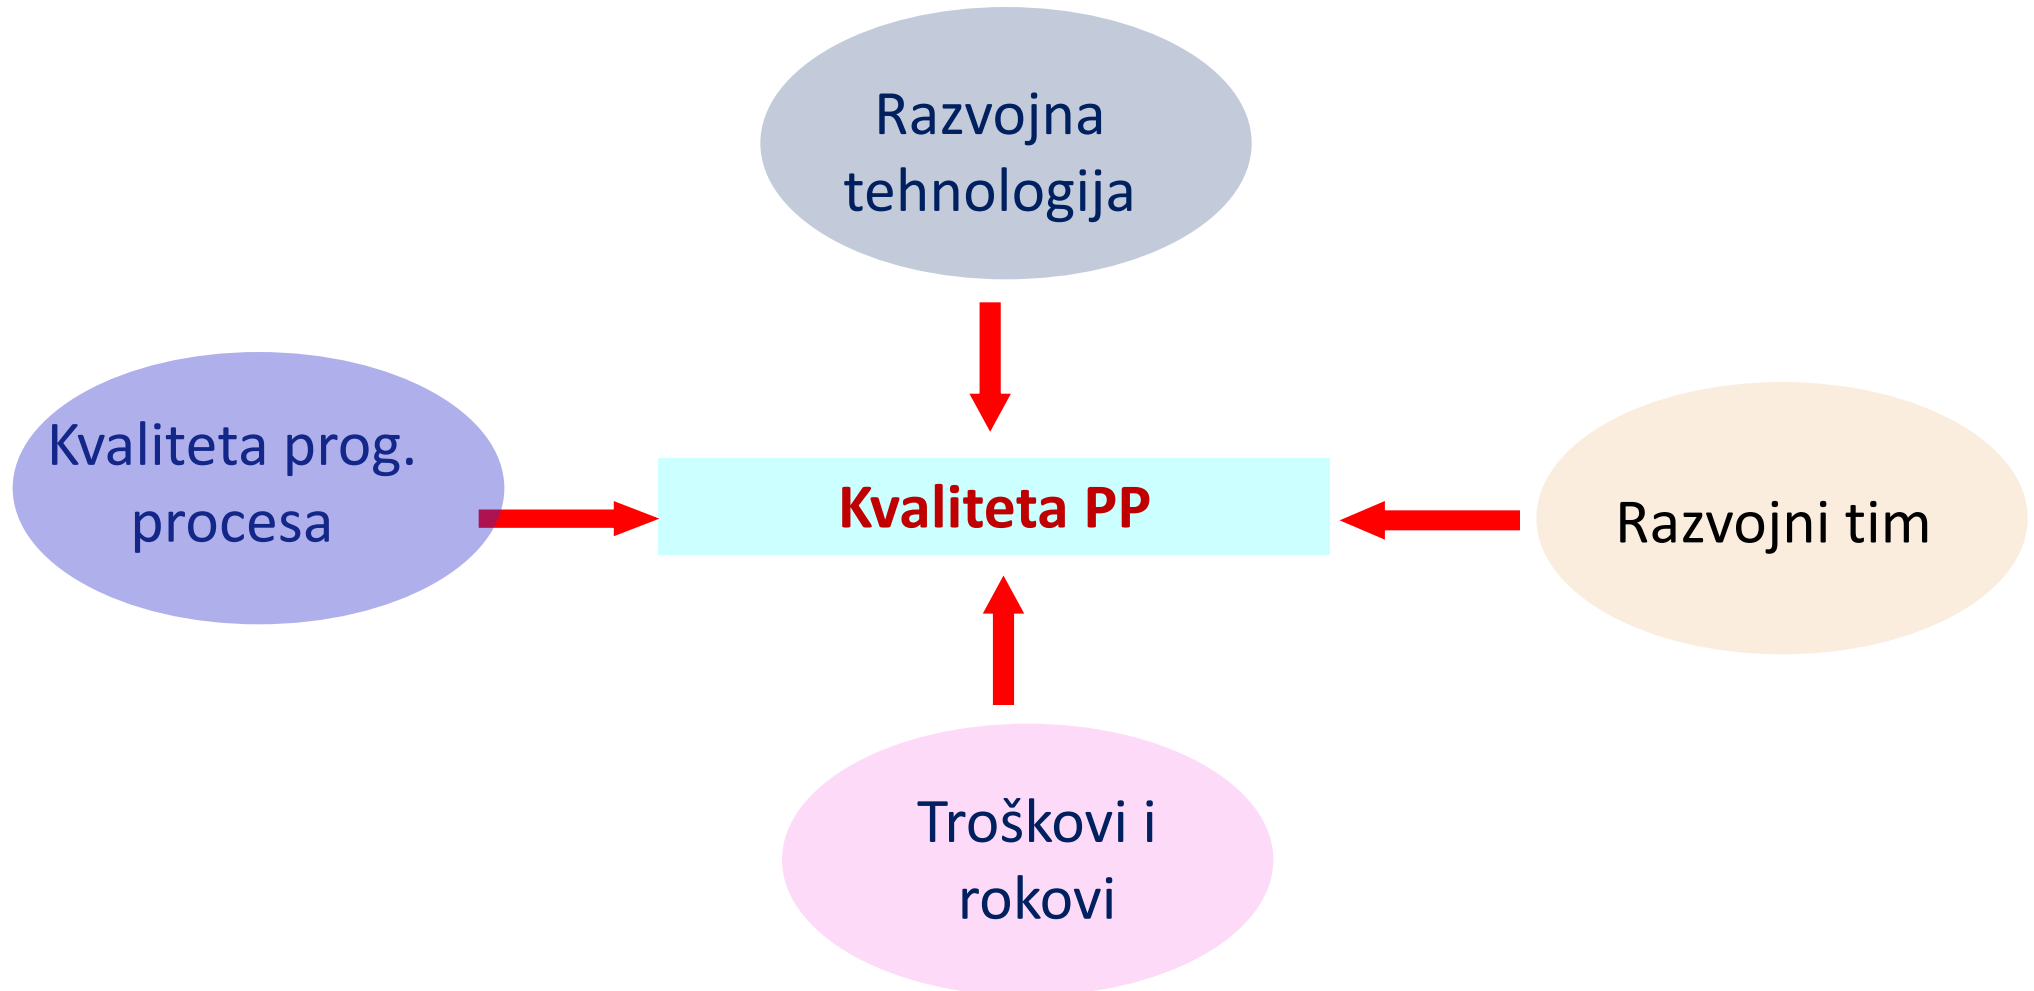 Razvojna
tehnologija
Kvaliteta prog.
procesa
Kvaliteta PP
Razvojni tim
Troškovi i
rokovi